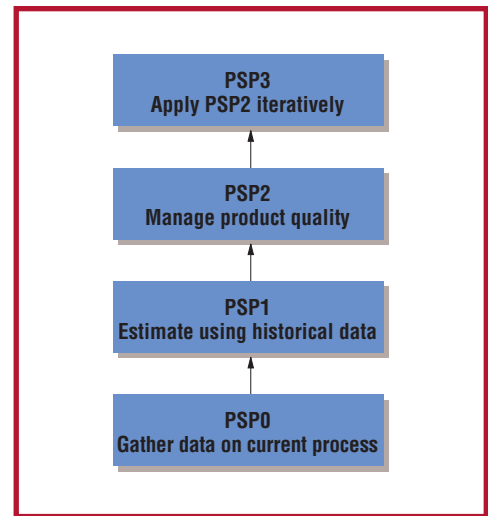 PSP3
Apply PSP2 iteratively
PSP2
Manage product quality
PSP1
Estimate using historical data
PSP0
Gather data on current process